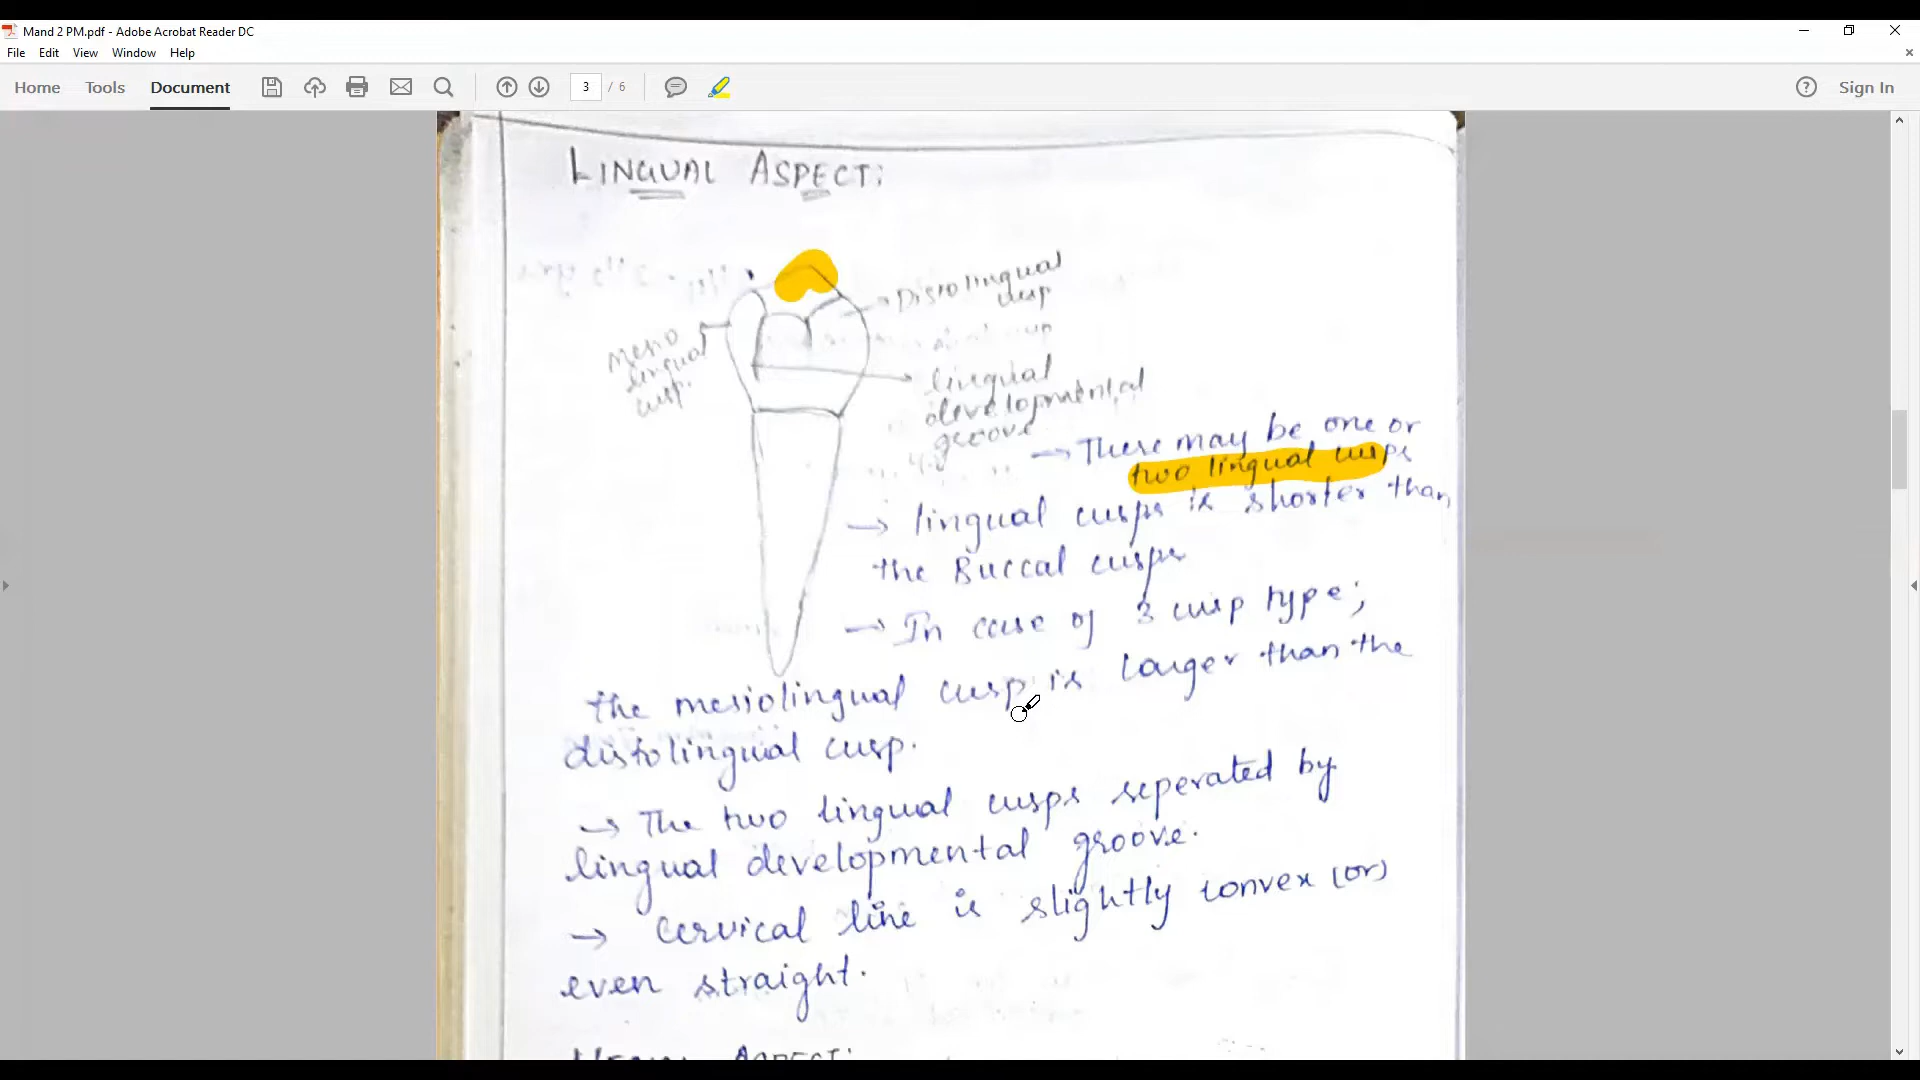 Mand 2 PM.pdf - Adobe Acrobat Reader DC
File Edit View Window Help
Home Tools Document 3 / 6 Sign In
LINGUAL ASPECT:
Distolingual
cusp
mesio
lingual
cusp.
lingual
developmental
groove
→ There may be one or
two lingual cusps
→ lingual cusps is shorter than
the Buccal cusps
→ In case of 3 cusp type;
the mesiolingual cusp is larger than the
distolingual cusp.
→ The two lingual cusps seperated by
lingual developmental groove.
→ Cervical line is slightly convex (or)
even straight.
ASPECT: